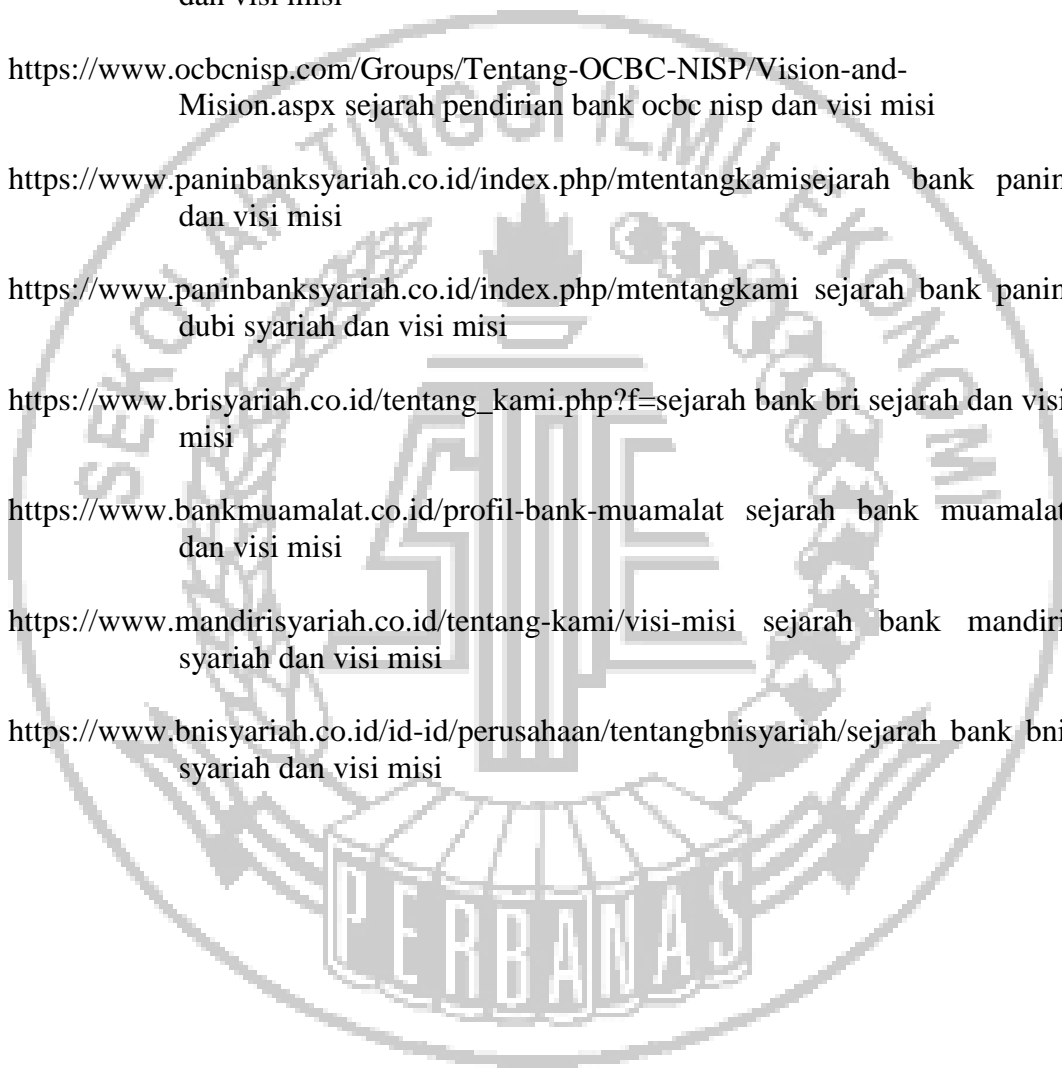 dan visi misi
https://www.ocbcnisp.com/Groups/Tentang-OCBC-NISP/Vision-and-
Mision.aspx sejarah pendirian bank ocbc nisp dan visi misi
https://www.paninbanksyariah.co.id/index.php/mtentangkamisejarah bank panin
dan visi misi
https://www.paninbanksyariah.co.id/index.php/mtentangkami sejarah bank panin
dubi syariah dan visi misi
https://www.brisyariah.co.id/tentang_kami.php?f=sejarah bank bri sejarah dan visi
misi
https://www.bankmuamalat.co.id/profil-bank-muamalat sejarah bank muamalat
dan visi misi
https://www.mandirisyariah.co.id/tentang-kami/visi-misi sejarah bank mandiri
syariah dan visi misi
https://www.bnisyariah.co.id/id-id/perusahaan/tentangbnisyariah/sejarah bank bni
syariah dan visi misi
SEKOLAH TINGGI ILMU EKONOMI
PERBANAS